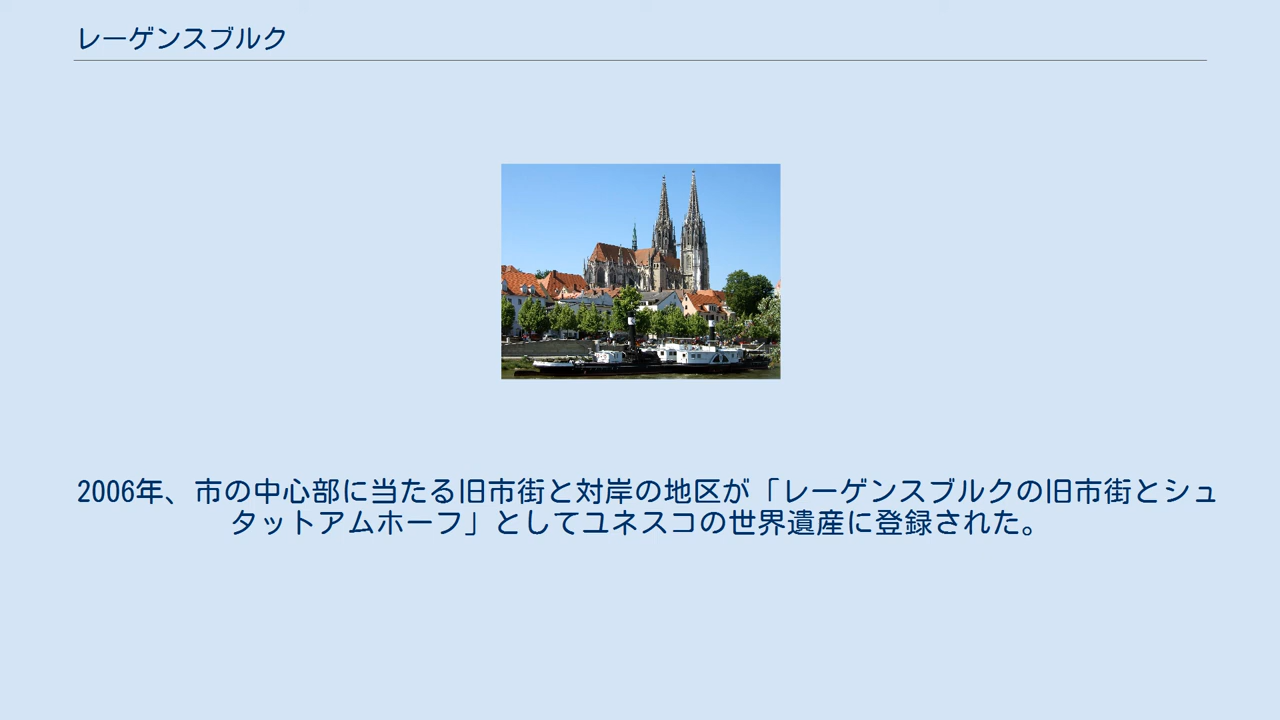 レーゲンスブルク
2006年、市の中心部に当たる旧市街と対岸の地区が「レーゲンスブルクの旧市街とシュ
タットアムホーフ」としてユネスコの世界遺産に登録された。